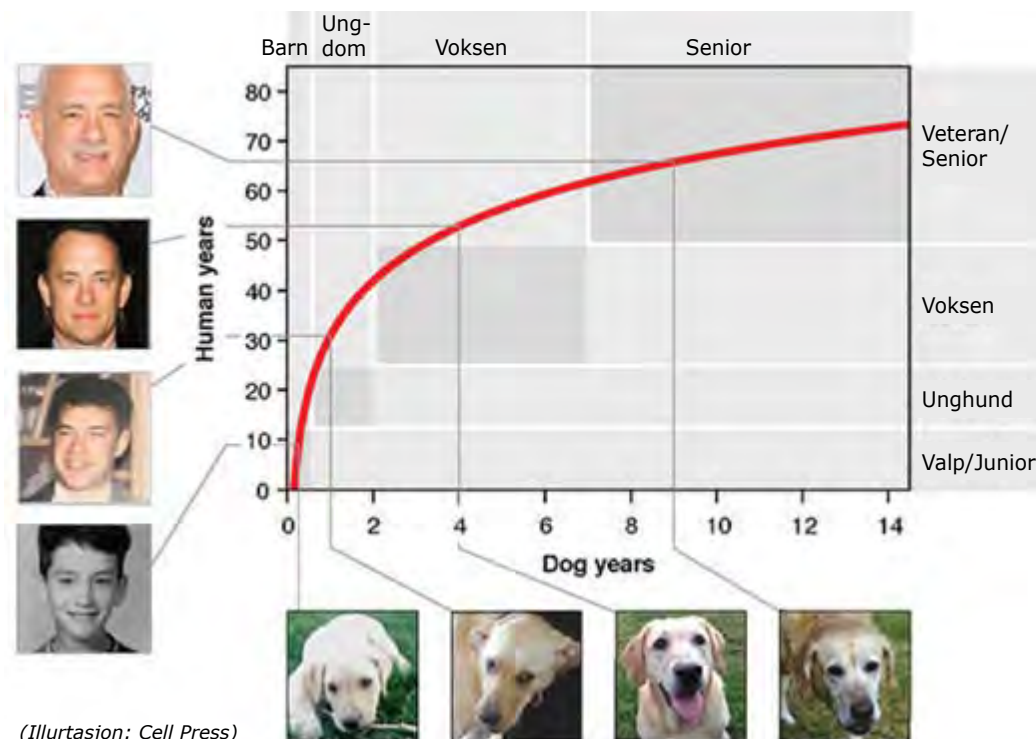 Ung-
Barn dom Voksen Senior
80
70
60
50
40
30
20
10
0
Human years
Veteran/
Senior
Voksen
Unghund
Valp/Junior
0 2 4 6 8 10 12 14
Dog years
(Illurtasjon: Cell Press)